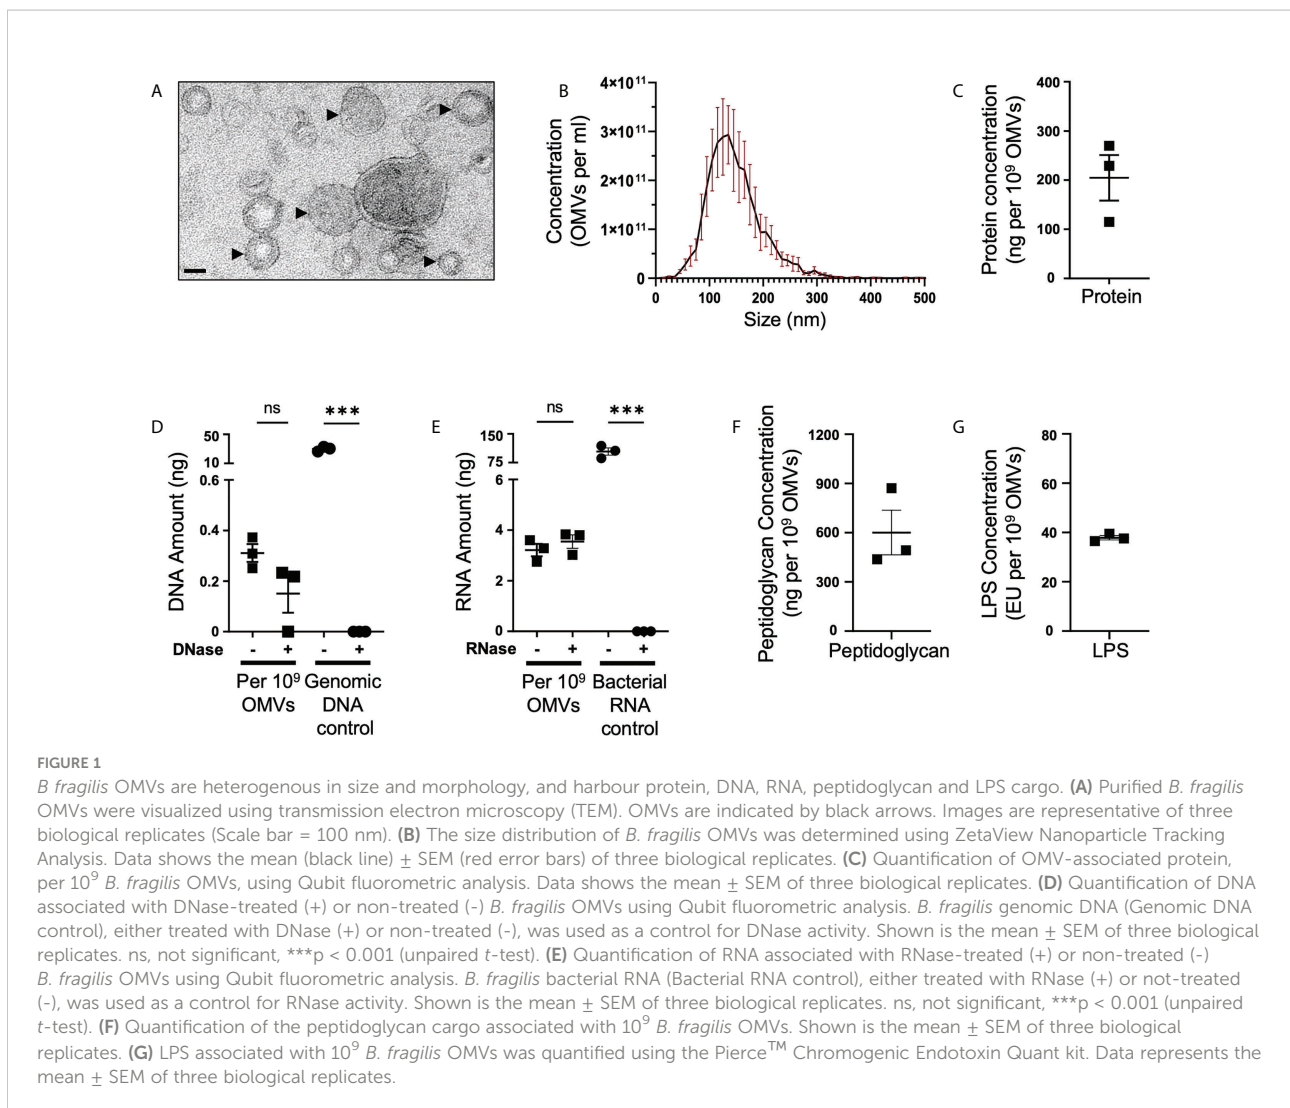 A
B
Concentration
(OMVs per ml)
4×10¹¹
3×10¹¹
2×10¹¹
1×10¹¹
0
0 100 200 300 400 500
Size (nm)
C
Protein concentration
(ng per 10⁹ OMVs)
400
300
200
100
0
Protein
D
DNA Amount (ng)
50
10
0.6
0.4
0.2
0
ns ***
DNase - + - +
Per 10⁹ OMVs
Genomic DNA control
E
RNA Amount (ng)
150
75
6
4
2
0
ns ***
RNase - + - +
Per 10⁹ OMVs
Bacterial RNA control
F
Peptidoglycan Concentration
(ng per 10⁹ OMVs)
1200
900
600
300
0
Peptidoglycan
G
LPS Concentration
(EU per 10⁹ OMVs)
80
60
40
20
0
LPS
FIGURE 1
B fragilis OMVs are heterogenous in size and morphology, and harbour protein, DNA, RNA, peptidoglycan and LPS cargo. (A) Purified B. fragilis
OMVs were visualized using transmission electron microscopy (TEM). OMVs are indicated by black arrows. Images are representative of three
biological replicates (Scale bar = 100 nm). (B) The size distribution of B. fragilis OMVs was determined using ZetaView Nanoparticle Tracking
Analysis. Data shows the mean (black line) ± SEM (red error bars) of three biological replicates. (C) Quantification of OMV-associated protein,
per 10⁹ B. fragilis OMVs, using Qubit fluorometric analysis. Data shows the mean ± SEM of three biological replicates. (D) Quantification of DNA
associated with DNase-treated (+) or non-treated (-) B. fragilis OMVs using Qubit fluorometric analysis. B. fragilis genomic DNA (Genomic DNA
control), either treated with DNase (+) or non-treated (-), was used as a control for DNase activity. Shown is the mean ± SEM of three biological
replicates. ns, not significant, ***p < 0.001 (unpaired t-test). (E) Quantification of RNA associated with RNase-treated (+) or non-treated (-)
B. fragilis OMVs using Qubit fluorometric analysis. B. fragilis bacterial RNA (Bacterial RNA control), either treated with RNase (+) or not-treated
(-), was used as a control for RNase activity. Shown is the mean ± SEM of three biological replicates. ns, not significant, ***p < 0.001 (unpaired
t-test). (F) Quantification of the peptidoglycan cargo associated with 10⁹ B. fragilis OMVs. Shown is the mean ± SEM of three biological
replicates. (G) LPS associated with 10⁹ B. fragilis OMVs was quantified using the Pierce™ Chromogenic Endotoxin Quant kit. Data represents the
mean ± SEM of three biological replicates.